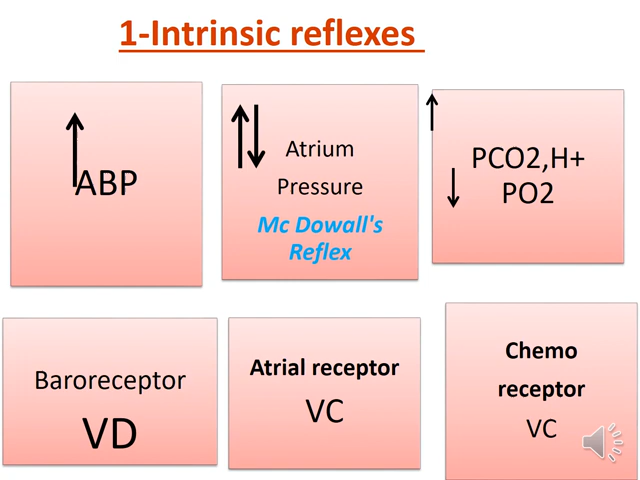 1-Intrinsic reflexes
ABP
Atrium
Pressure
Mc Dowall's
Reflex
PCO2,H+
PO2
Baroreceptor
VD
Atrial receptor
VC
Chemo
receptor
VC